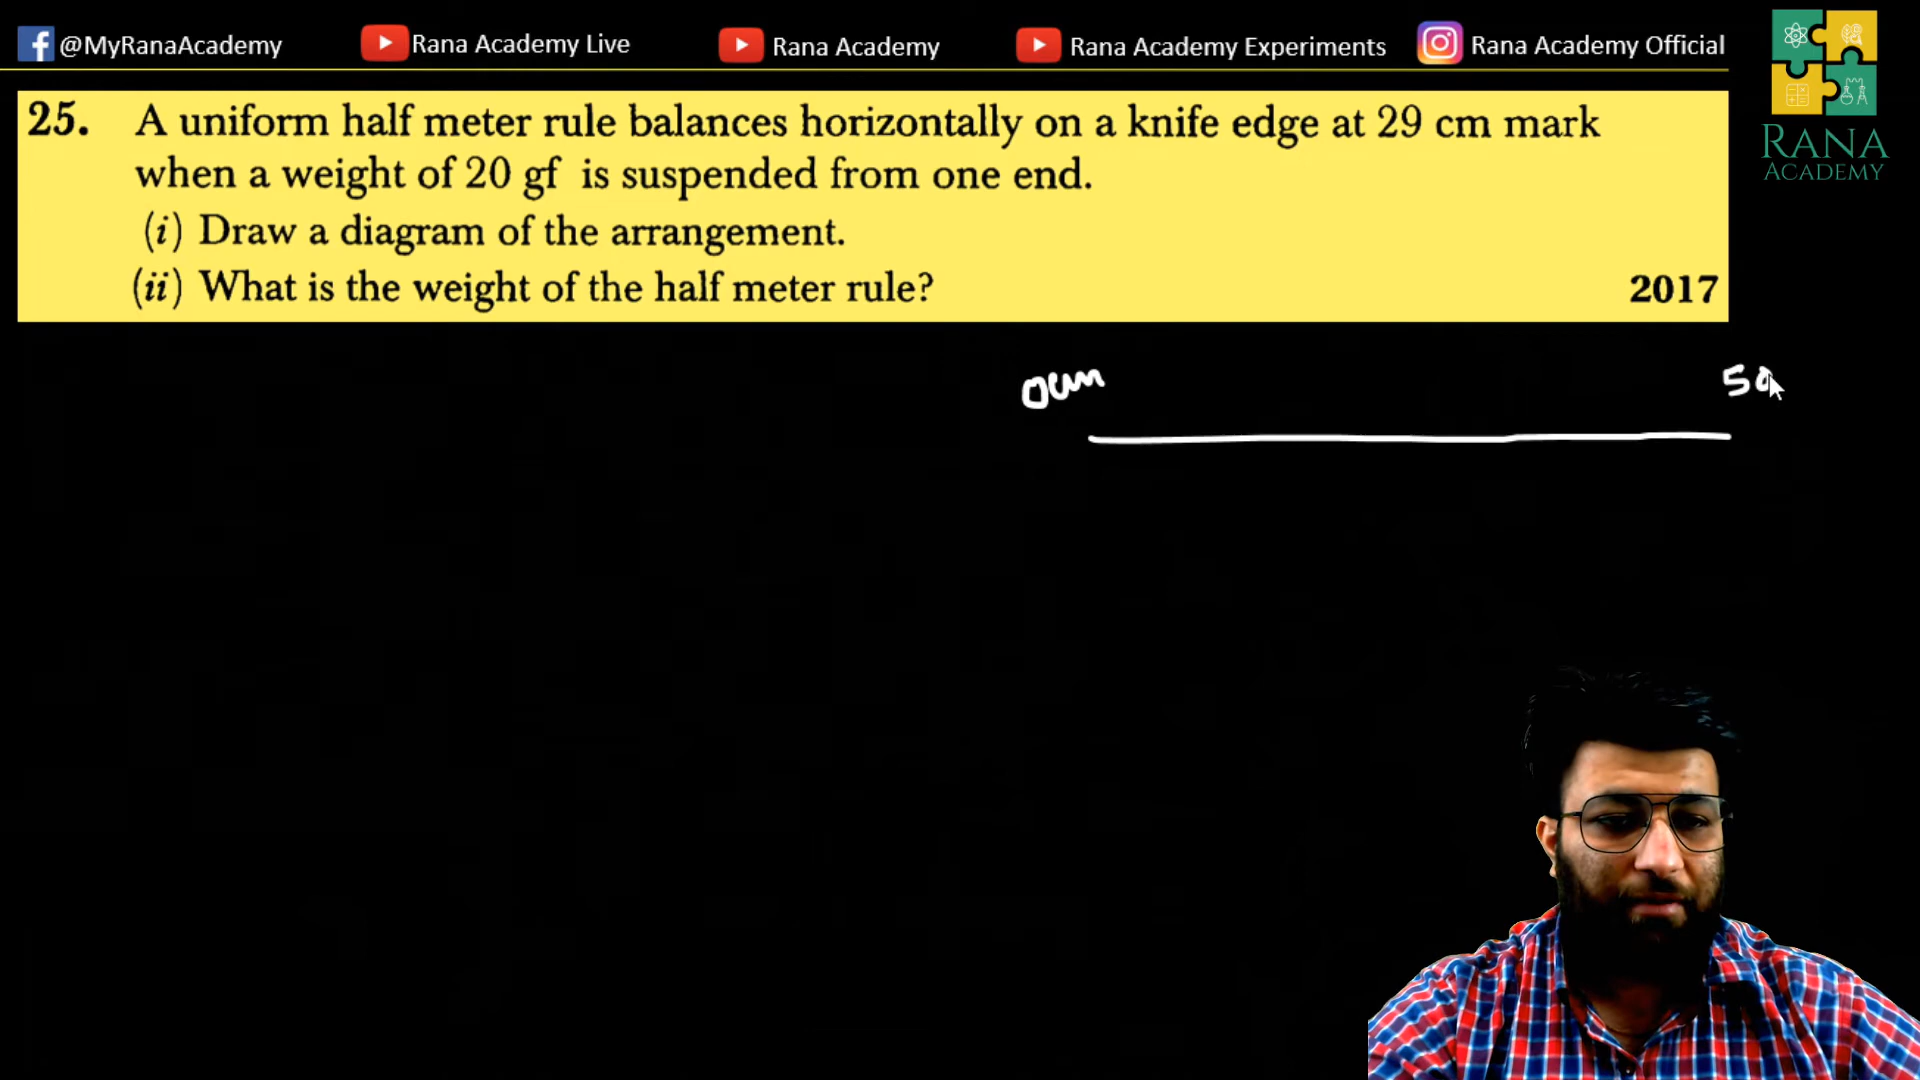 @MyRanaAcademy Rana Academy Live Rana Academy Rana Academy Experiments Rana Academy Official
RANA
ACADEMY
25. A uniform half meter rule balances horizontally on a knife edge at 29 cm mark
when a weight of 20 gf is suspended from one end.
(i) Draw a diagram of the arrangement.
(ii) What is the weight of the half meter rule? 2017
0cm 50